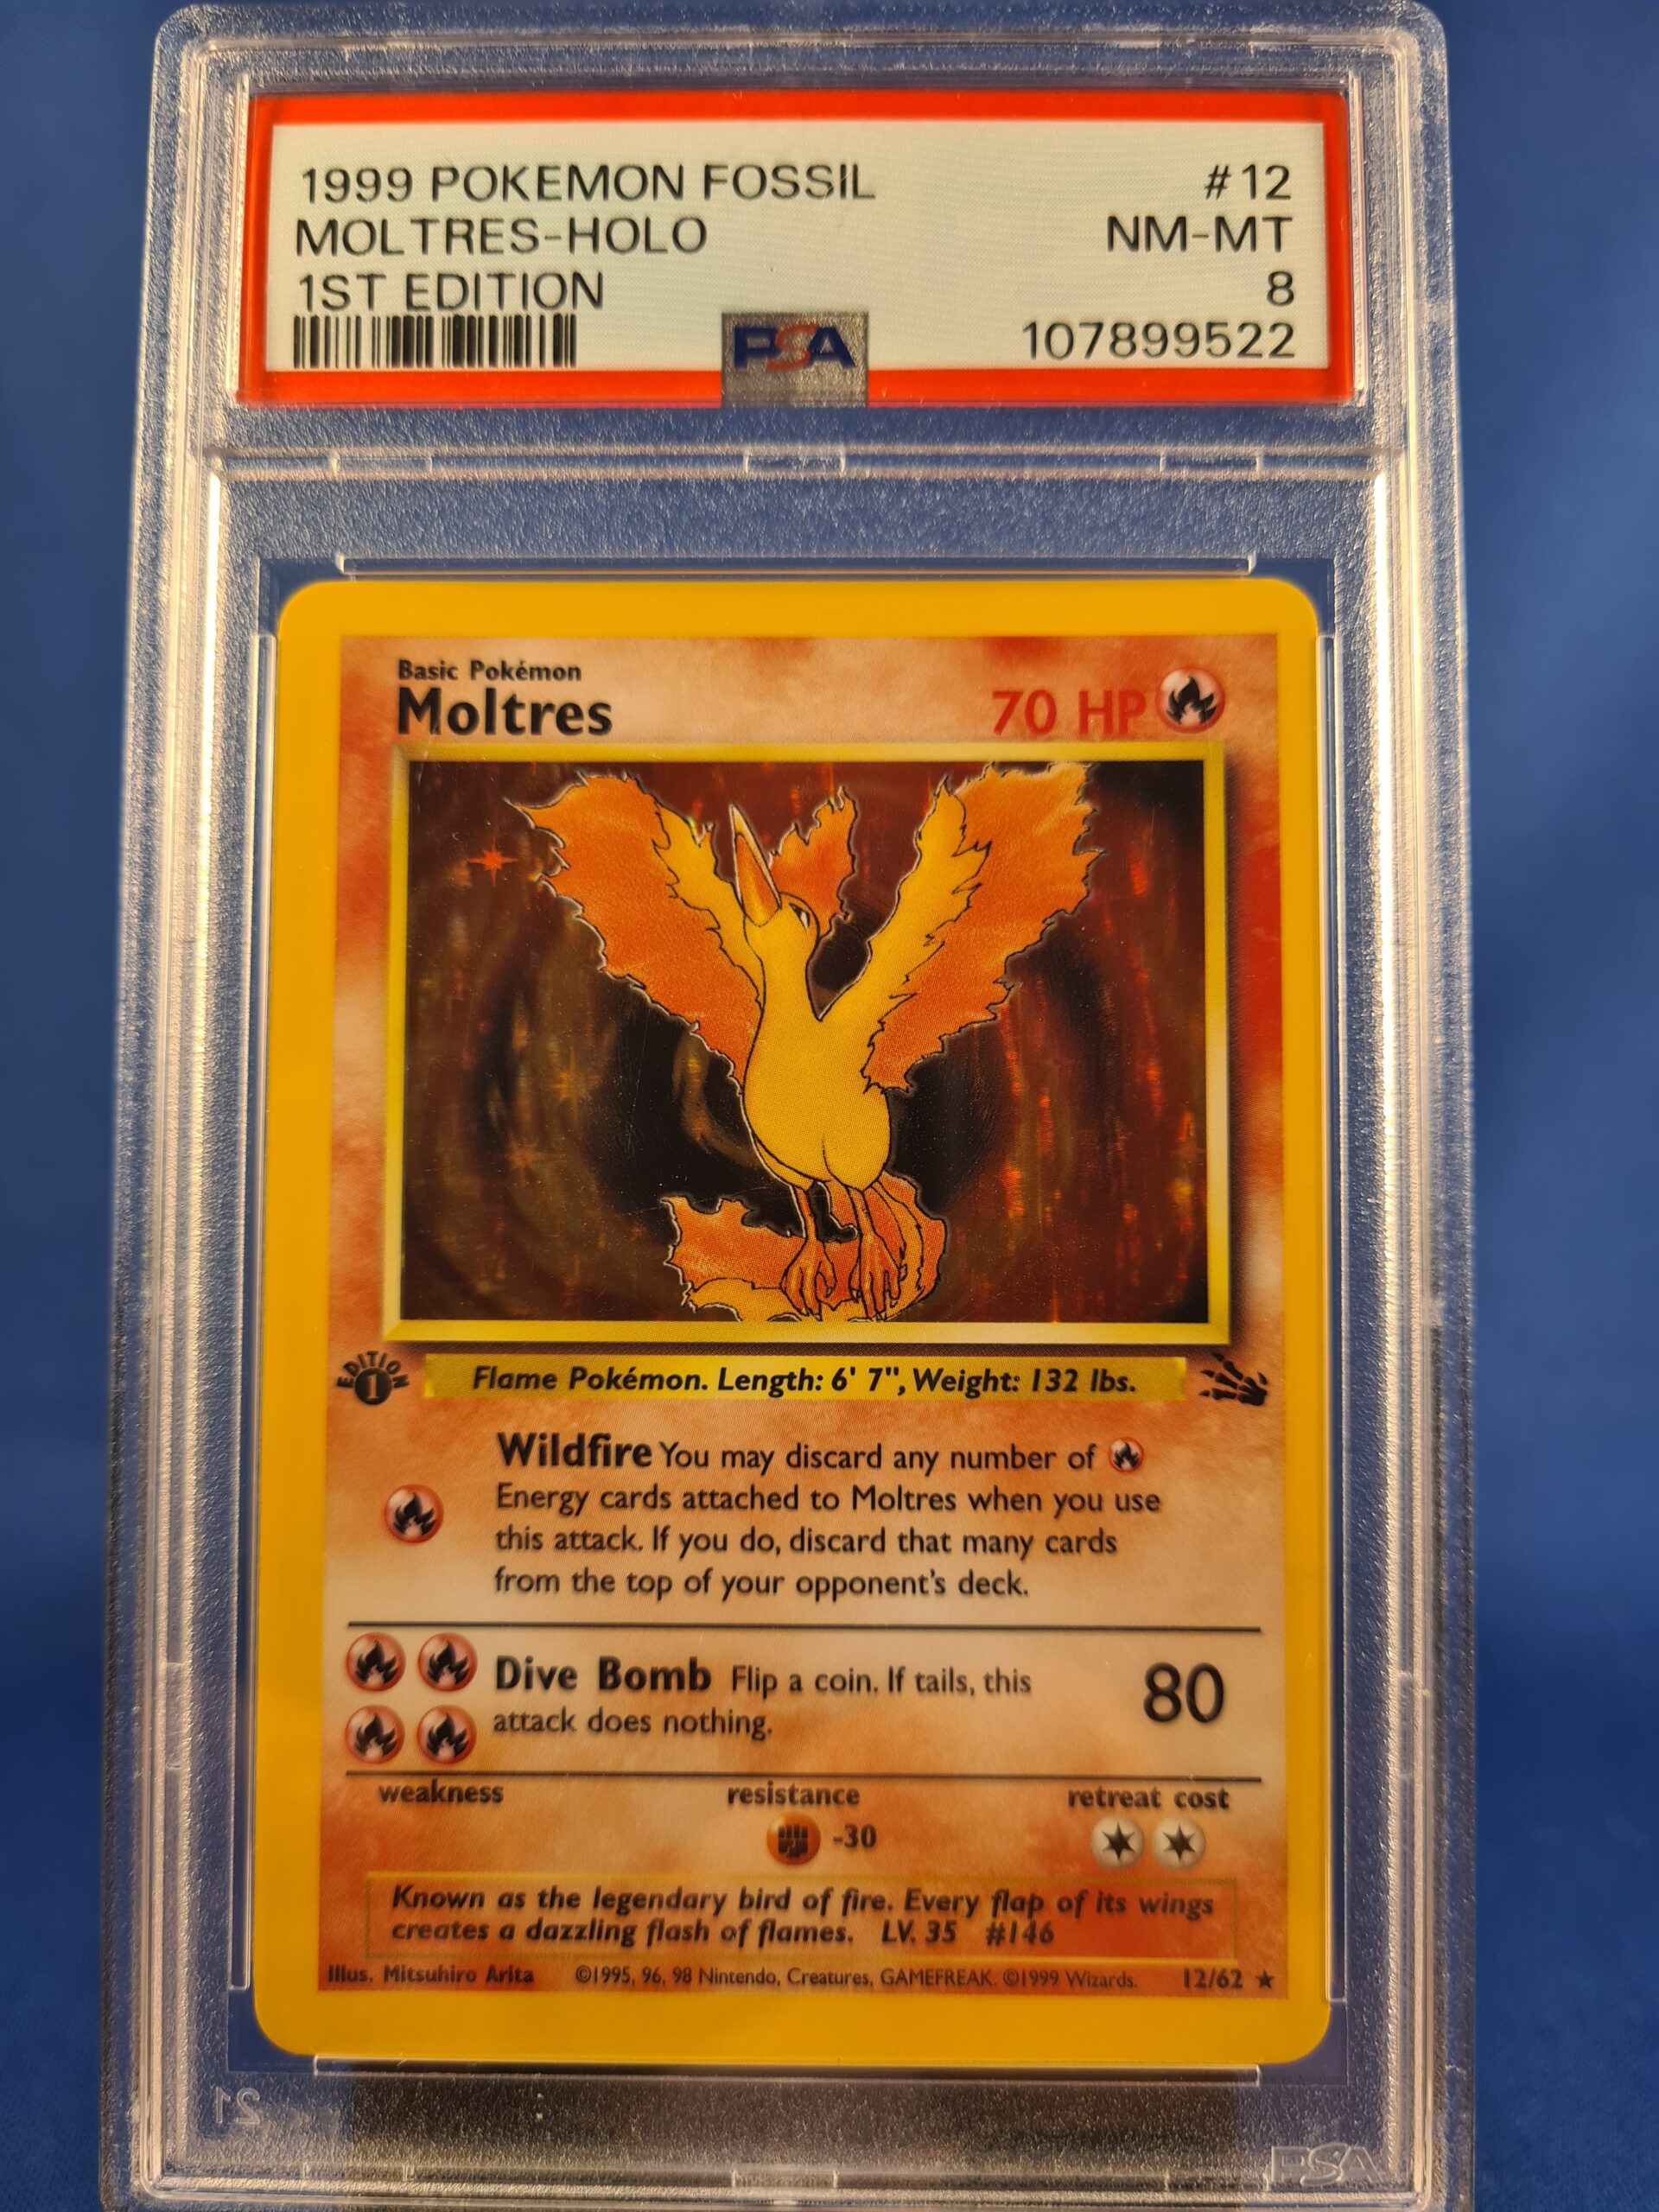 1999 POKEMON FOSSIL #12
MOLTRES-HOLO NM-MT
1ST EDITION 8
PSA 107899522
Basic Pokémon
Moltres 70 HP
EDITION 1
Flame Pokémon. Length: 6' 7", Weight: 132 lbs.
Wildfire You may discard any number of
Energy cards attached to Moltres when you use
this attack. If you do, discard that many cards
from the top of your opponent's deck.
Dive Bomb Flip a coin. If tails, this 80
attack does nothing.
weakness resistance retreat cost
-30
Known as the legendary bird of fire. Every flap of its wings
creates a dazzling flash of flames. LV. 35 #146
Illus. Mitsuhiro Arita ©1995, 96, 98 Nintendo, Creatures, GAMEFREAK. ©1999 Wizards. 12/62 ★
21
PSA